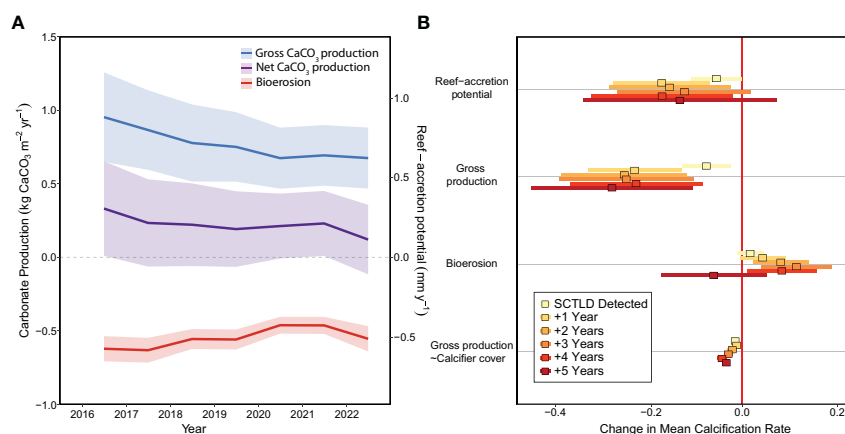 A
1.5
1.0
0.5
0.0
−0.5
−1.0
Carbonate Production (kg CaCO₃ m⁻² yr⁻¹)
Gross CaCO₃ production
Net CaCO₃ production
Bioerosion
1.0
0.5
0.0
−0.5
Reef−accretion potential (mm y⁻¹)
2016 2017 2018 2019 2020 2021 2022
Year
B
Reef−accretion
potential
Gross
production
Bioerosion
Gross production
~Calcifier cover
SCTLD Detected
+1 Year
+2 Years
+3 Years
+4 Years
+5 Years
−0.4 −0.2 0.0 0.2
Change in Mean Calcification Rate